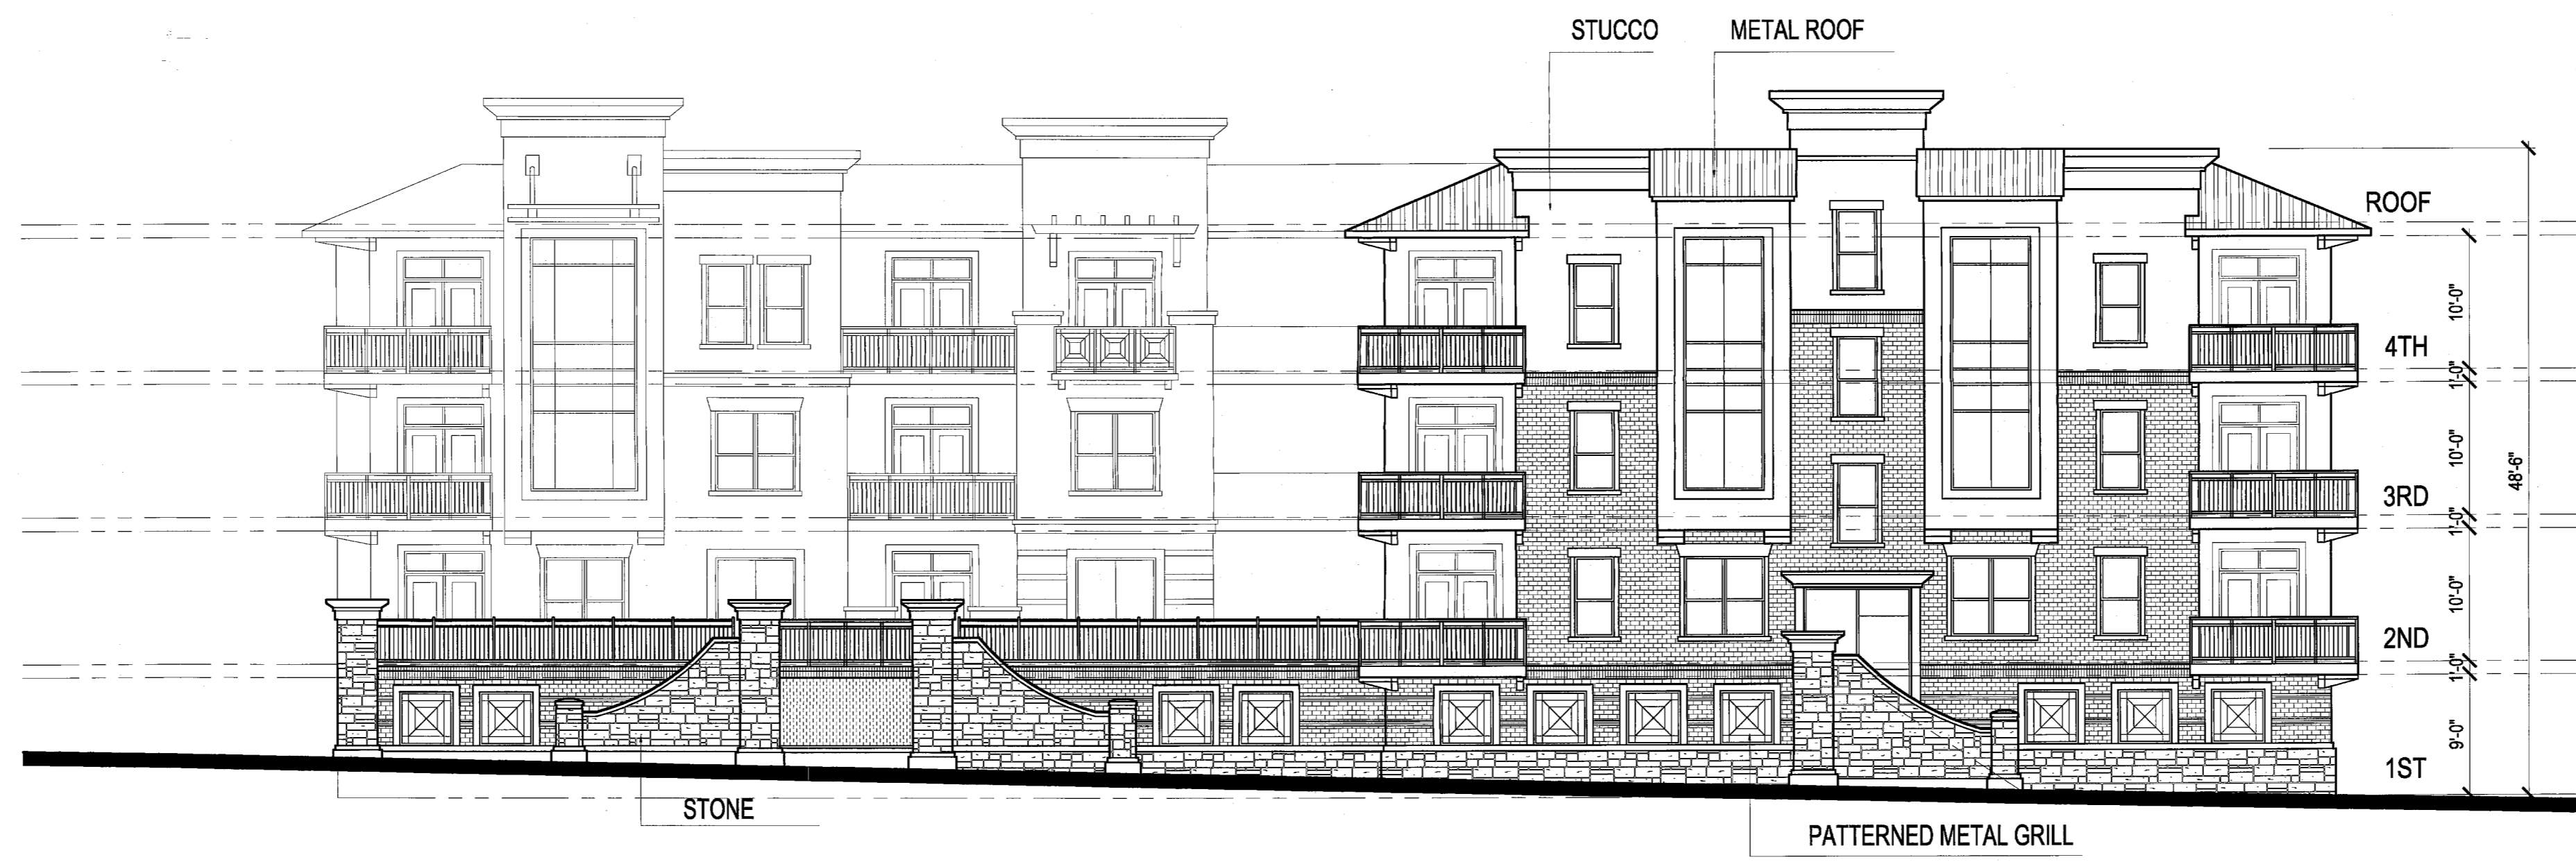 STUCCO
METAL ROOF
ROOF
10'-0"
4TH
1'-0"
10'-0"
48'-6"
3RD
1'-0"
10'-0"
2ND
1'-0"
9'-0"
1ST
STONE
PATTERNED METAL GRILL